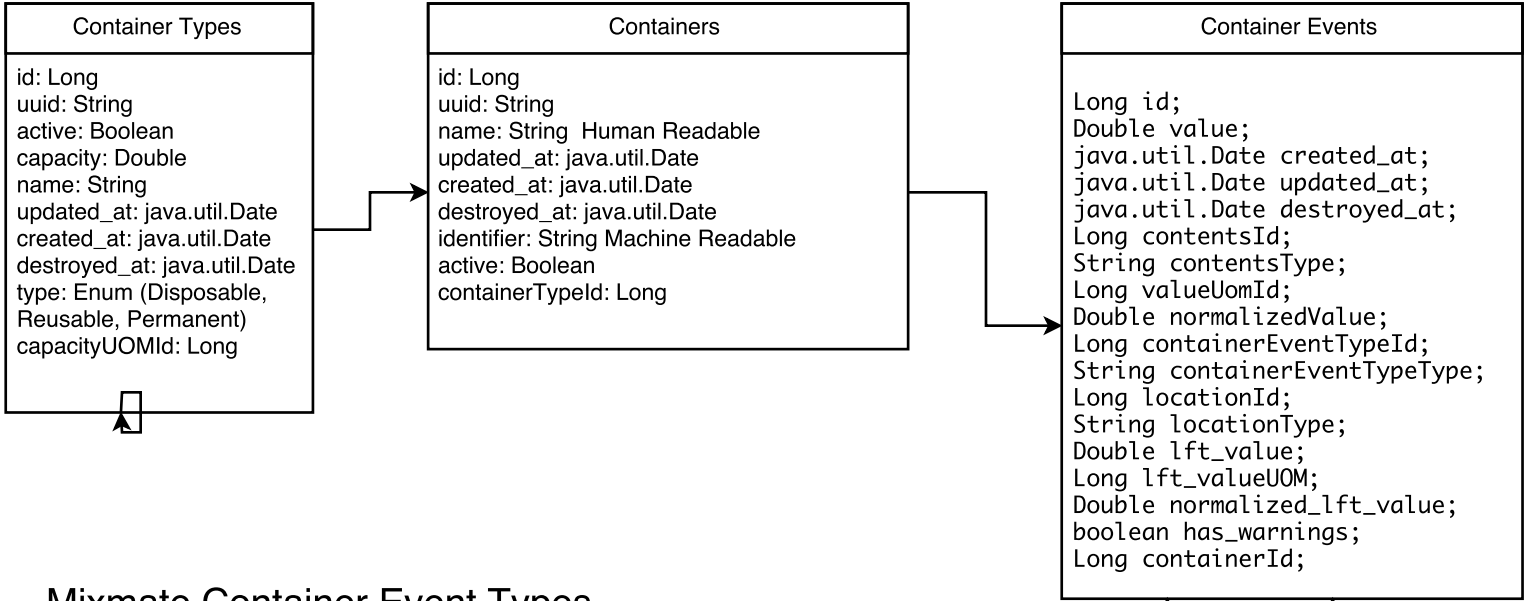 Container Types
id: Long
uuid: String
active: Boolean
capacity: Double
name: String
updated_at: java.util.Date
created_at: java.util.Date
destroyed_at: java.util.Date
type: Enum (Disposable,
Reusable, Permanent)
capacityUOMId: Long
Containers
id: Long
uuid: String
name: String  Human Readable
updated_at: java.util.Date
created_at: java.util.Date
destroyed_at: java.util.Date
identifier: String Machine Readable
active: Boolean
containerTypeId: Long
Container Events
Long id;
Double value;
java.util.Date created_at;
java.util.Date updated_at;
java.util.Date destroyed_at;
Long contentsId;
String contentsType;
Long valueUomId;
Double normalizedValue;
Long containerEventTypeId;
String containerEventTypeType;
Long locationId;
String locationType;
Double lft_value;
Long lft_valueUOM;
Double normalized_lft_value;
boolean has_warnings;
Long containerId;
Mixmate Container Event Types